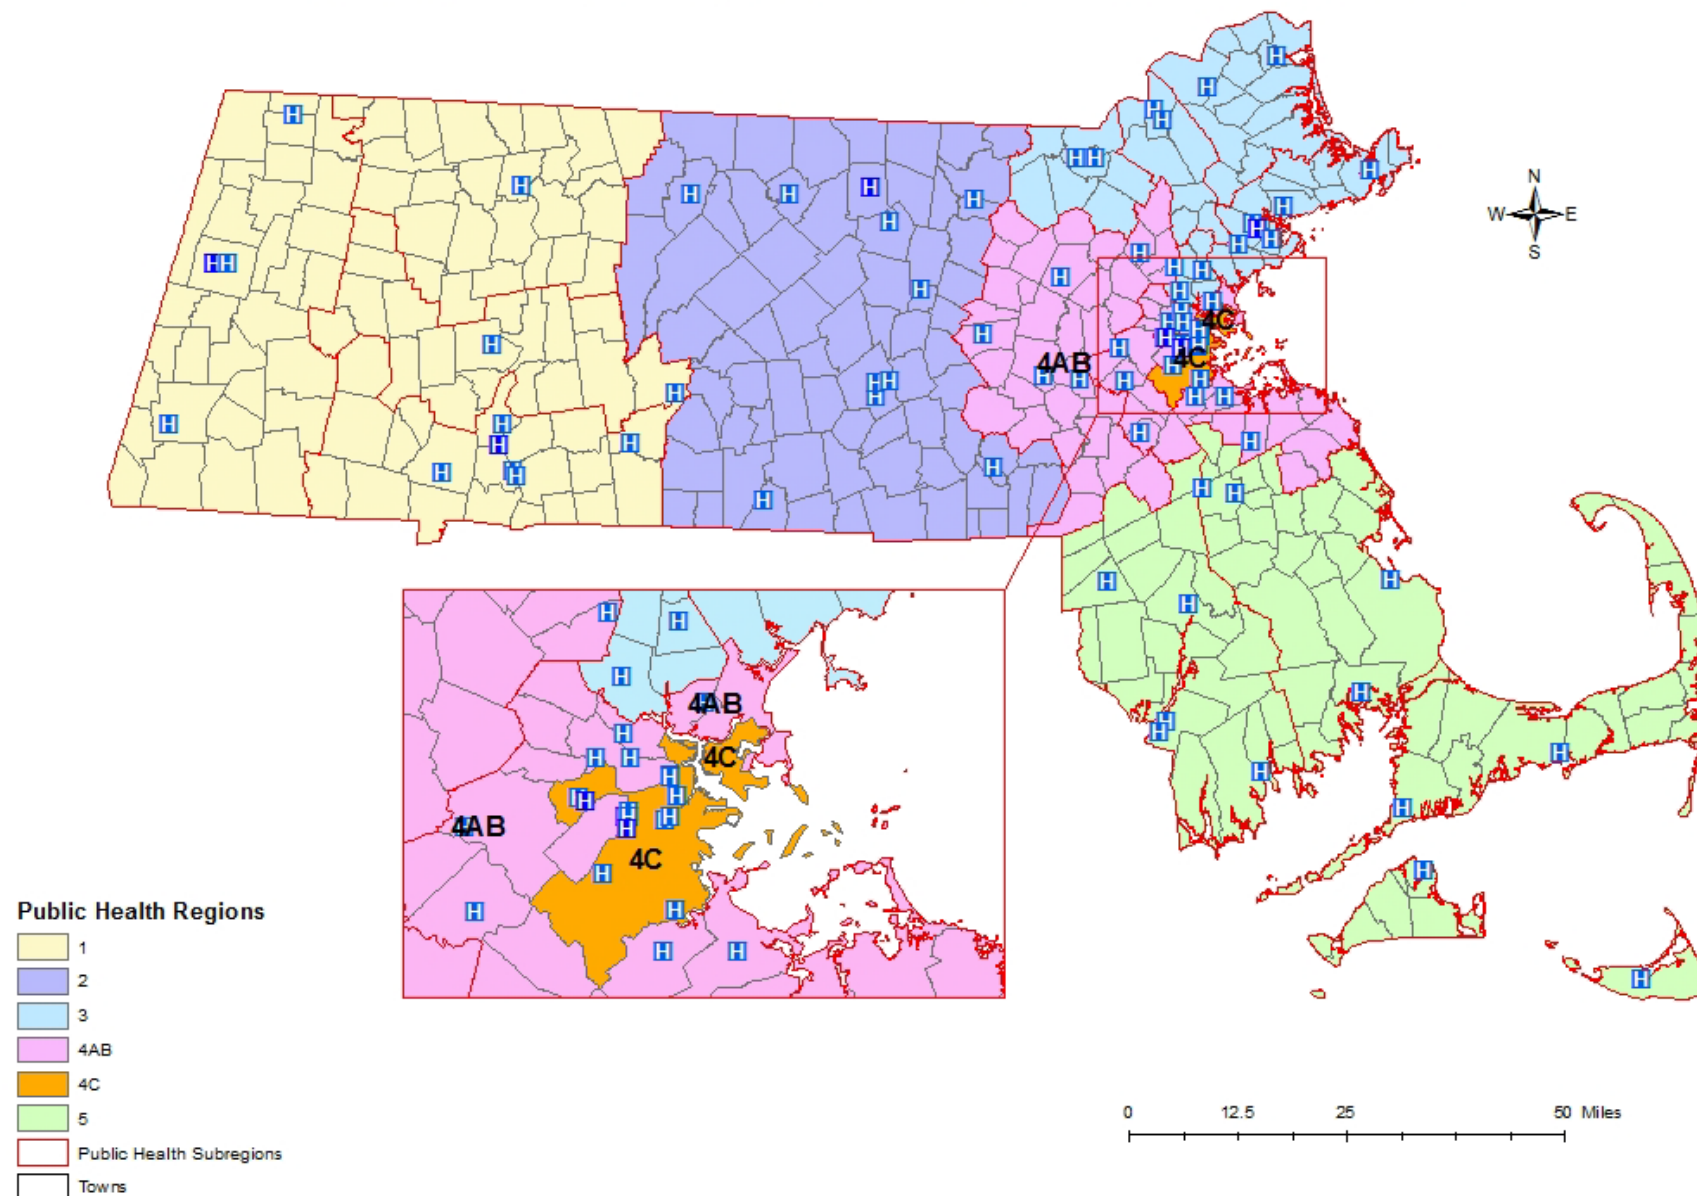 N
W E
S
4C
4C
4AB
4AB
4C
4AB
4C
Public Health Regions
1
2
3
4AB
4C
5
Public Health Subregions
Towns
0 12.5 25 50 Miles
H H H H H H H H H H H H H H H H H H H H